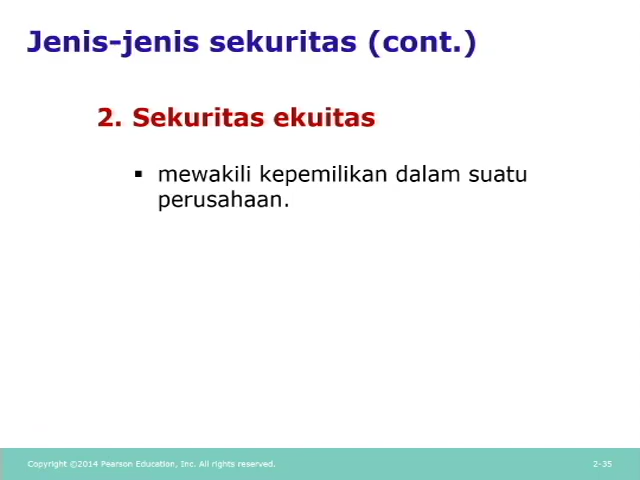 Jenis-jenis sekuritas (cont.)
2. Sekuritas ekuitas
▪ mewakili kepemilikan dalam suatu
perusahaan.
Copyright ©2014 Pearson Education, Inc. All rights reserved.
2-35